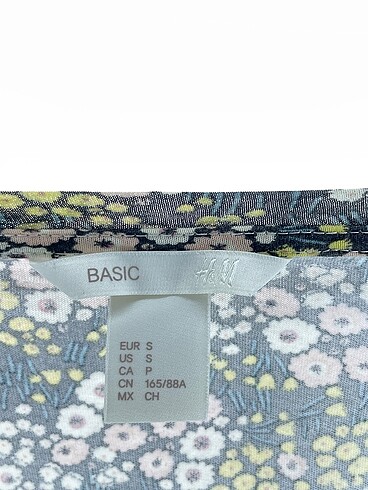 BASIC H&M
EUR S
US S
CA P
CN 165/88A
MX CH